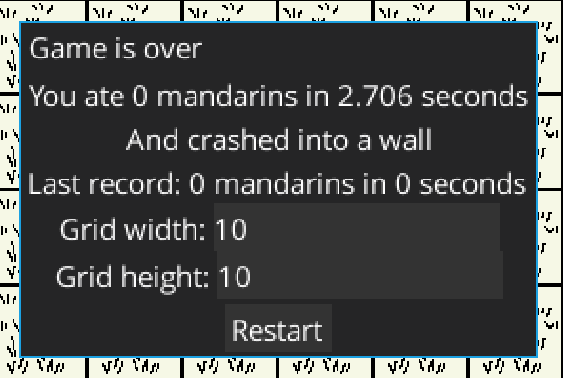 Game is over
You ate 0 mandarins in 2.706 seconds
And crashed into a wall
Last record: 0 mandarins in 0 seconds
Grid width: 10
Grid height: 10
Restart